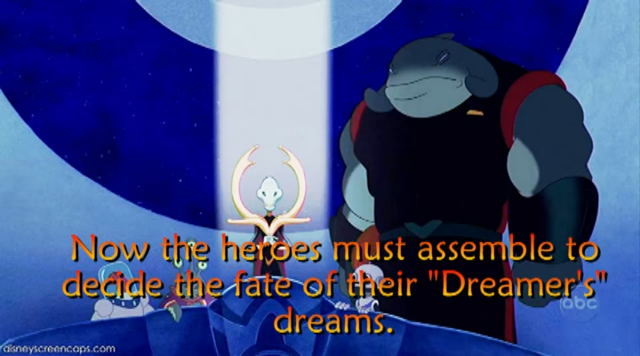 Now the heroes must assemble to
decide the fate of their "Dreamer's"
dreams.
abc
disneyscreencaps.com